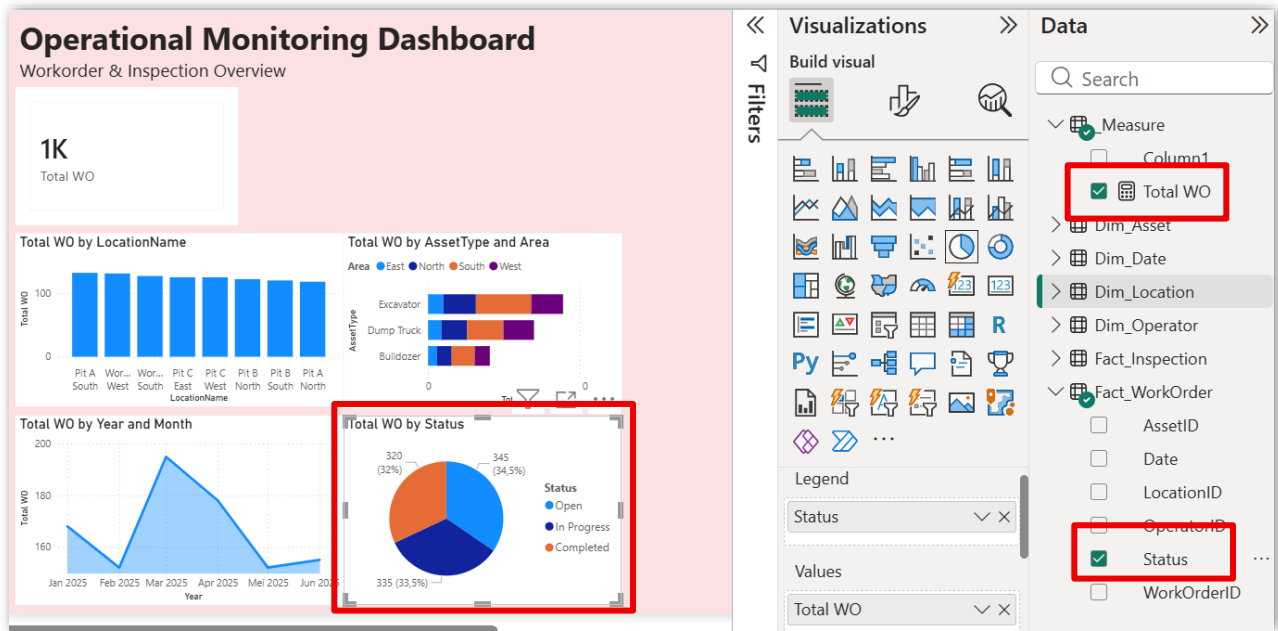 Operational Monitoring Dashboard
Workorder & Inspection Overview
1K
Total WO
Total WO by LocationName
Total WO
100
0
Pit A South
Wor... West
Wor... South
Pit C East
Pit C West
Pit B North
Pit B South
Pit A North
LocationName
Total WO by AssetType and Area
Area East North South West
AssetType
Excavator
Dump Truck
Bulldozer
0 0
Total WO by Year and Month
Total WO
200
180
160
Jan 2025 Feb 2025 Mar 2025 Apr 2025 Mei 2025 Jun 2025
Year
Total WO by Status
320 (32%)
345 (34,5%)
335 (33,5%)
Status
Open
In Progress
Completed
Filters
Visualizations
Build visual
123
123
R
Py
...
Legend
Status
Values
Total WO
Data
Search
_Measure
Column1
Total WO
Dim_Asset
Dim_Date
Dim_Location
Dim_Operator
Fact_Inspection
Fact_WorkOrder
AssetID
Date
LocationID
OperatorID
Status
...
WorkOrderID